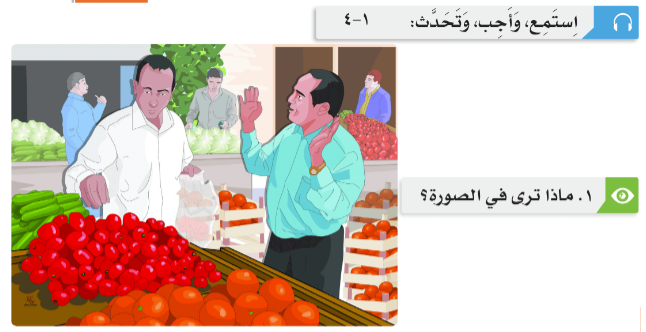 اِستَمِع، وَأَجِب، وَتَحَدَّث: ١-٤
١. ماذا ترى في الصورة؟